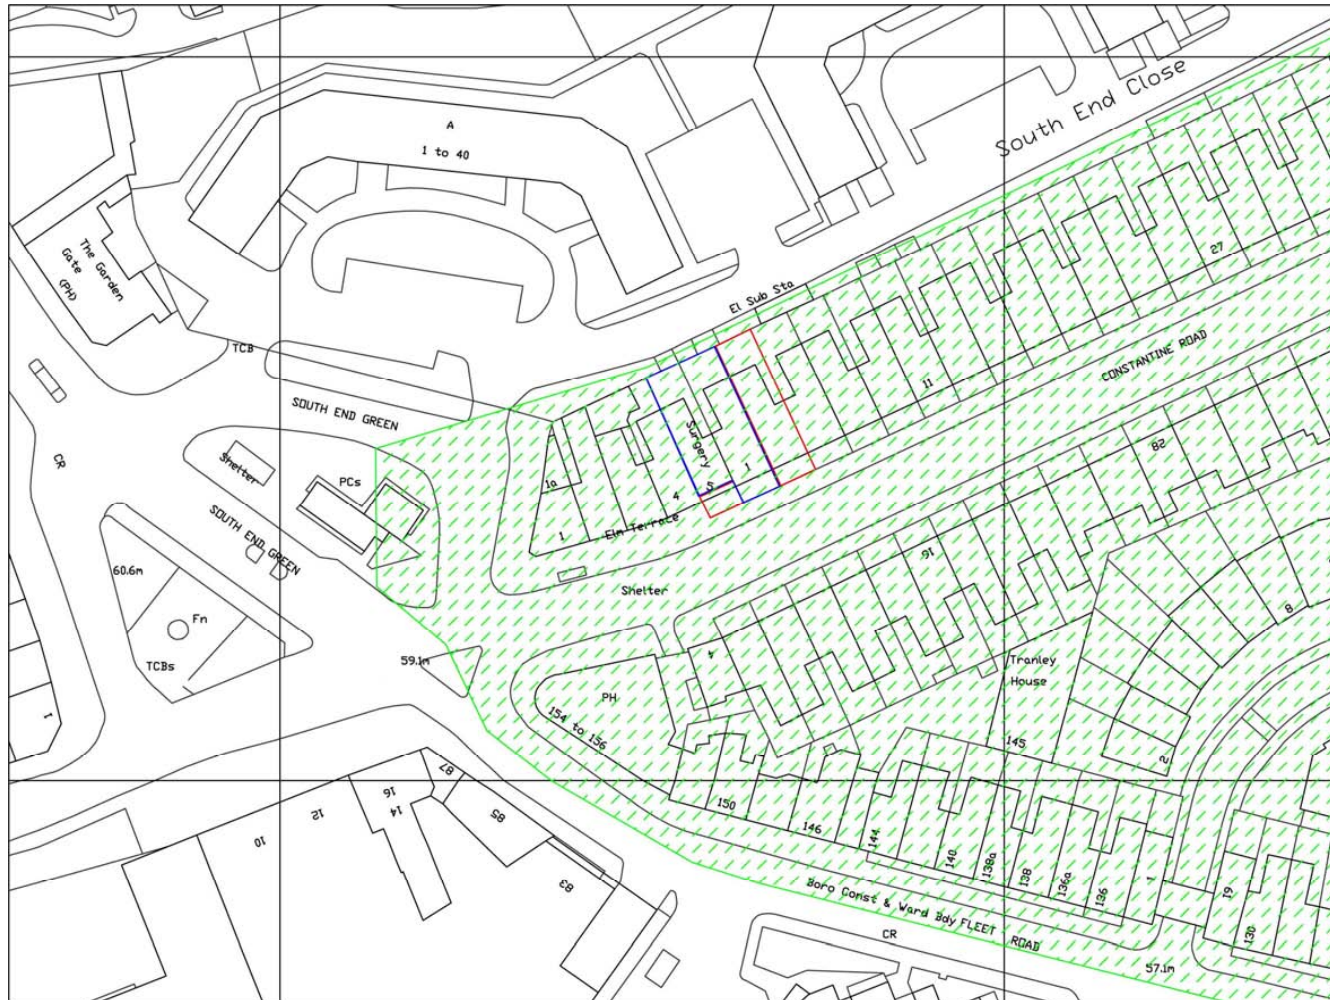 South End Close
A
1 to 40
The Garden
Gate
(PH)
El Sub Sta
27
TCB
CONSTANTINE ROAD
11
SOUTH END GREEN
28
CR
Shelter
PCs
Surgery
1a
1
5
4
1
Elm Terrace
SOUTH END GREEN
16
60.6m
Shelter
8
Fn
59.1m
4
Tranley
House
TCBs
PH
154 to 156
1
145
2
87
16
14
150
12
85
146
10
144
140
138a
138
136a
136
1
83
19
130
Boro Const & Ward Bdy FLEET ROAD
CR
57.1m